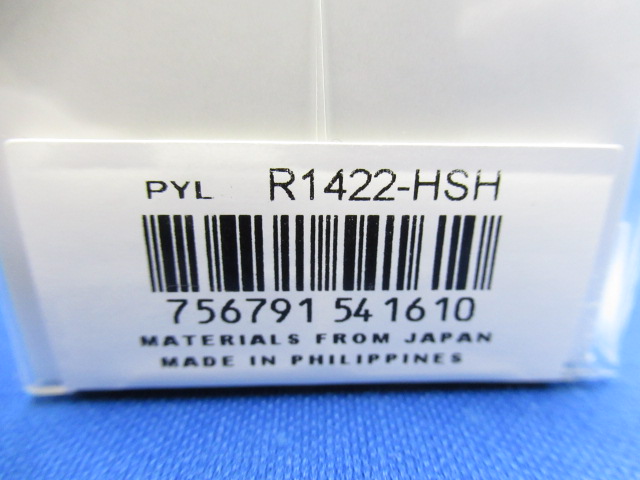 PYL R1422-HSH
756791 541610
MATERIALS FROM JAPAN
MADE IN PHILIPPINES